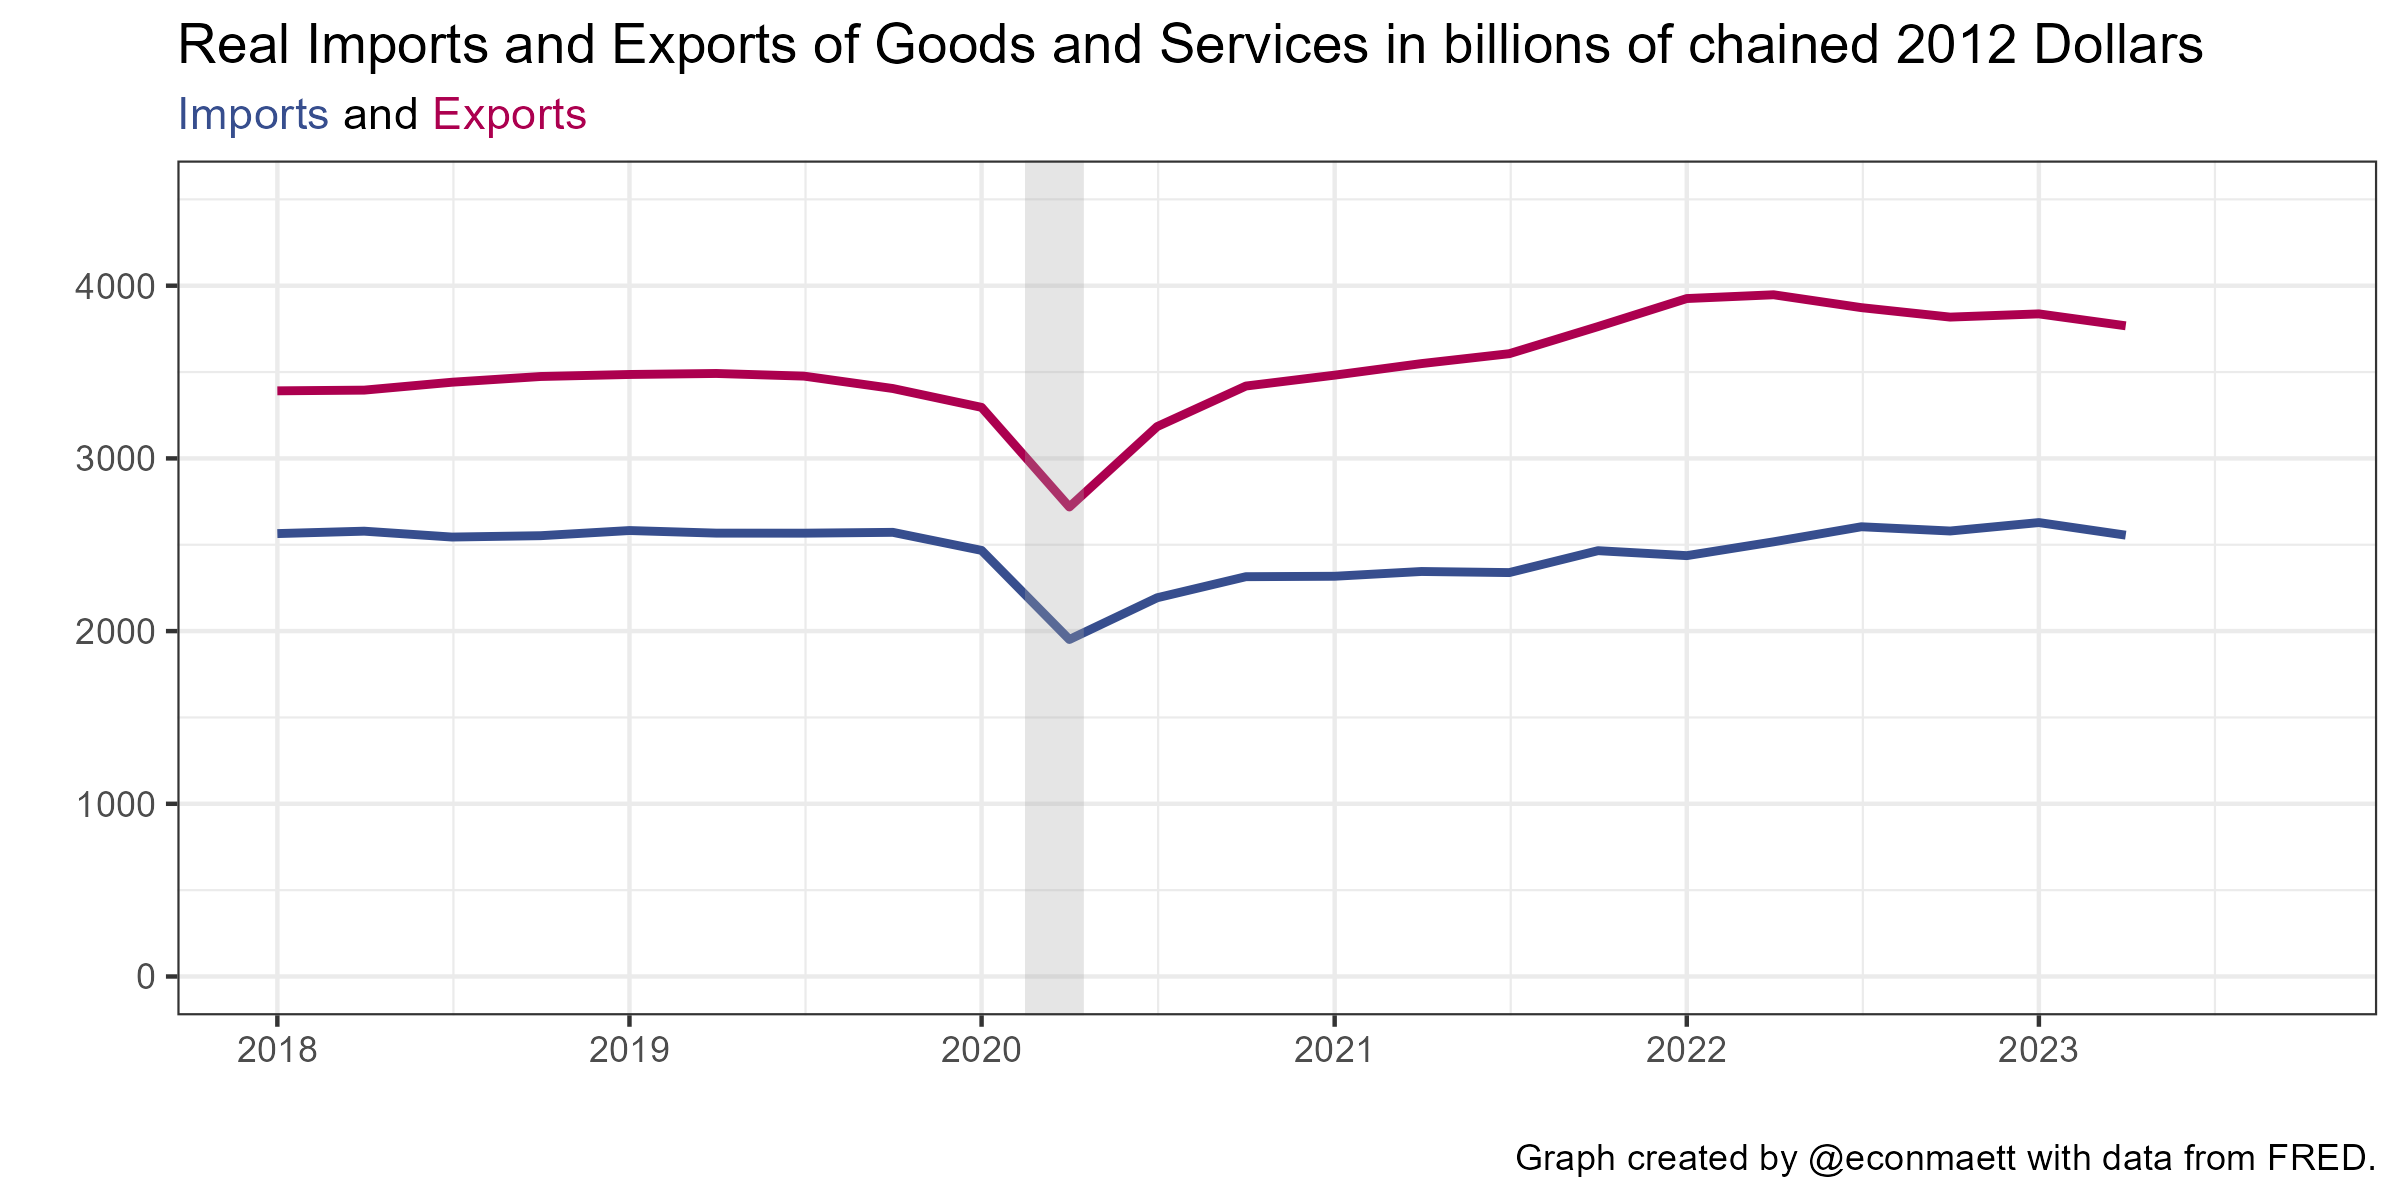 Real Imports and Exports of Goods and Services in billions of chained 2012 Dollars
Imports and Exports
4000
3000
2000
1000
0
2018 2019 2020 2021 2022 2023
Graph created by @econmaett with data from FRED.